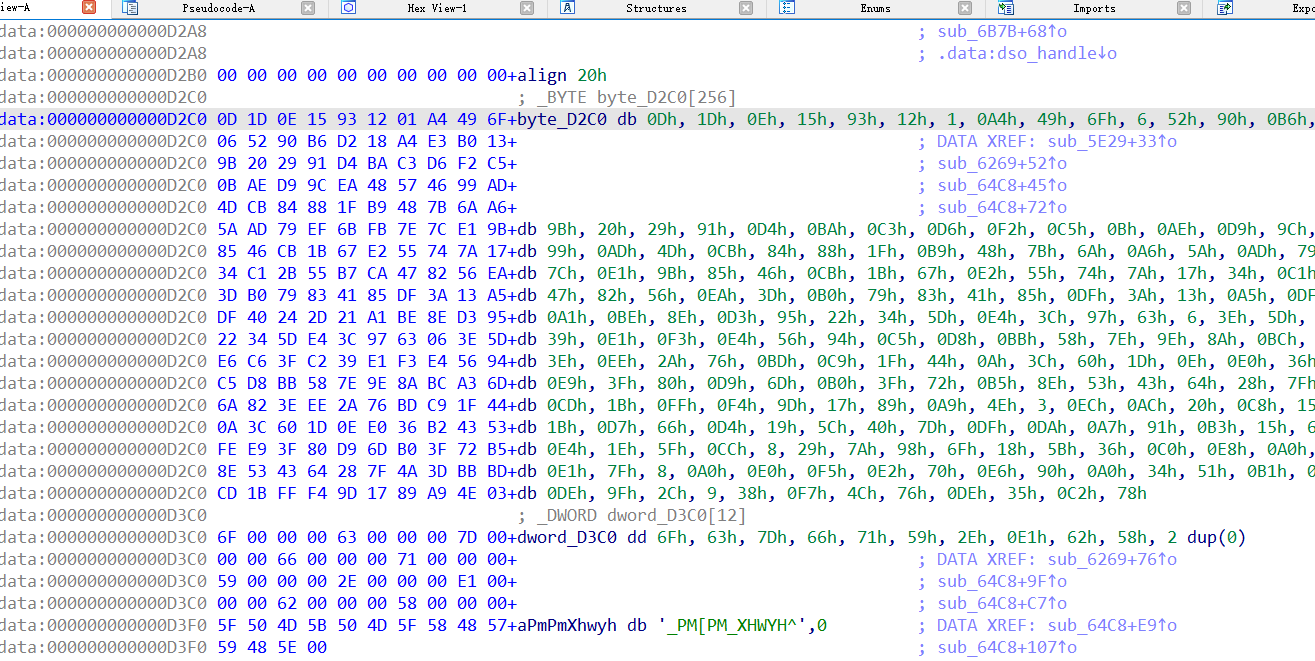 iew-A Pseudocode-A Hex View-1 Structures Enums Imports Expo
data:000000000000D2A8 ; sub_6B7B+68↑o
data:000000000000D2A8 ; .data:dso_handle↓o
data:000000000000D2B0 00 00 00 00 00 00 00 00 00 00+align 20h
data:000000000000D2C0 ; _BYTE byte_D2C0[256]
data:000000000000D2C0 0D 1D 0E 15 93 12 01 A4 49 6F+byte_D2C0 db 0Dh, 1Dh, 0Eh, 15h, 93h, 12h, 1, 0A4h, 49h, 6Fh, 6, 52h, 90h, 0B6h,
data:000000000000D2C0 06 52 90 B6 D2 18 A4 E3 B0 13+ ; DATA XREF: sub_5E29+33↑o
data:000000000000D2C0 9B 20 29 91 D4 BA C3 D6 F2 C5+ ; sub_6269+52↑o
data:000000000000D2C0 0B AE D9 9C EA 48 57 46 99 AD+ ; sub_64C8+45↑o
data:000000000000D2C0 4D CB 84 88 1F B9 48 7B 6A A6+ ; sub_64C8+72↑o
data:000000000000D2C0 5A AD 79 EF 6B FB 7E 7C E1 9B+db 9Bh, 20h, 29h, 91h, 0D4h, 0BAh, 0C3h, 0D6h, 0F2h, 0C5h, 0Bh, 0AEh, 0D9h, 9Ch,
data:000000000000D2C0 85 46 CB 1B 67 E2 55 74 7A 17+db 99h, 0ADh, 4Dh, 0CBh, 84h, 88h, 1Fh, 0B9h, 48h, 7Bh, 6Ah, 0A6h, 5Ah, 0ADh, 79
data:000000000000D2C0 34 C1 2B 55 B7 CA 47 82 56 EA+db 7Ch, 0E1h, 9Bh, 85h, 46h, 0CBh, 1Bh, 67h, 0E2h, 55h, 74h, 7Ah, 17h, 34h, 0C1h
data:000000000000D2C0 3D B0 79 83 41 85 DF 3A 13 A5+db 47h, 82h, 56h, 0EAh, 3Dh, 0B0h, 79h, 83h, 41h, 85h, 0DFh, 3Ah, 13h, 0A5h, 0DF
data:000000000000D2C0 DF 40 24 2D 21 A1 BE 8E D3 95+db 0A1h, 0BEh, 8Eh, 0D3h, 95h, 22h, 34h, 5Dh, 0E4h, 3Ch, 97h, 63h, 6, 3Eh, 5Dh,
data:000000000000D2C0 22 34 5D E4 3C 97 63 06 3E 5D+db 39h, 0E1h, 0F3h, 0E4h, 56h, 94h, 0C5h, 0D8h, 0BBh, 58h, 7Eh, 9Eh, 8Ah, 0BCh,
data:000000000000D2C0 E6 C6 3F C2 39 E1 F3 E4 56 94+db 3Eh, 0EEh, 2Ah, 76h, 0BDh, 0C9h, 1Fh, 44h, 0Ah, 3Ch, 60h, 1Dh, 0Eh, 0E0h, 36h
data:000000000000D2C0 C5 D8 BB 58 7E 9E 8A BC A3 6D+db 0E9h, 3Fh, 80h, 0D9h, 6Dh, 0B0h, 3Fh, 72h, 0B5h, 8Eh, 53h, 43h, 64h, 28h, 7Fh
data:000000000000D2C0 6A 82 3E EE 2A 76 BD C9 1F 44+db 0CDh, 1Bh, 0FFh, 0F4h, 9Dh, 17h, 89h, 0A9h, 4Eh, 3, 0ECh, 0ACh, 20h, 0C8h, 15
data:000000000000D2C0 0A 3C 60 1D 0E E0 36 B2 43 53+db 1Bh, 0D7h, 66h, 0D4h, 19h, 5Ch, 40h, 7Dh, 0DFh, 0DAh, 0A7h, 91h, 0B3h, 15h, 6
data:000000000000D2C0 FE E9 3F 80 D9 6D B0 3F 72 B5+db 0E4h, 1Eh, 5Fh, 0CCh, 8, 29h, 7Ah, 98h, 6Fh, 18h, 5Bh, 36h, 0C0h, 0E8h, 0A0h,
data:000000000000D2C0 8E 53 43 64 28 7F 4A 3D BB BD+db 0E1h, 7Fh, 8, 0A0h, 0E0h, 0F5h, 0E2h, 70h, 0E6h, 90h, 0A0h, 34h, 51h, 0B1h, 0
data:000000000000D2C0 CD 1B FF F4 9D 17 89 A9 4E 03+db 0DEh, 9Fh, 2Ch, 9, 38h, 0F7h, 4Ch, 76h, 0DEh, 35h, 0C2h, 78h
data:000000000000D3C0 ; _DWORD dword_D3C0[12]
data:000000000000D3C0 6F 00 00 00 63 00 00 00 7D 00+dword_D3C0 dd 6Fh, 63h, 7Dh, 66h, 71h, 59h, 2Eh, 0E1h, 62h, 58h, 2 dup(0)
data:000000000000D3C0 00 00 66 00 00 00 71 00 00 00+ ; DATA XREF: sub_6269+76↑o
data:000000000000D3C0 59 00 00 00 2E 00 00 00 E1 00+ ; sub_64C8+9F↑o
data:000000000000D3C0 00 00 62 00 00 00 58 00 00 00+ ; sub_64C8+C7↑o
data:000000000000D3F0 5F 50 4D 5B 50 4D 5F 58 48 57+aPmPmXhwyh db '_PM[PM_XHWYH^',0 ; DATA XREF: sub_64C8+E9↑o
data:000000000000D3F0 59 48 5E 00 ; sub_64C8+107↑o